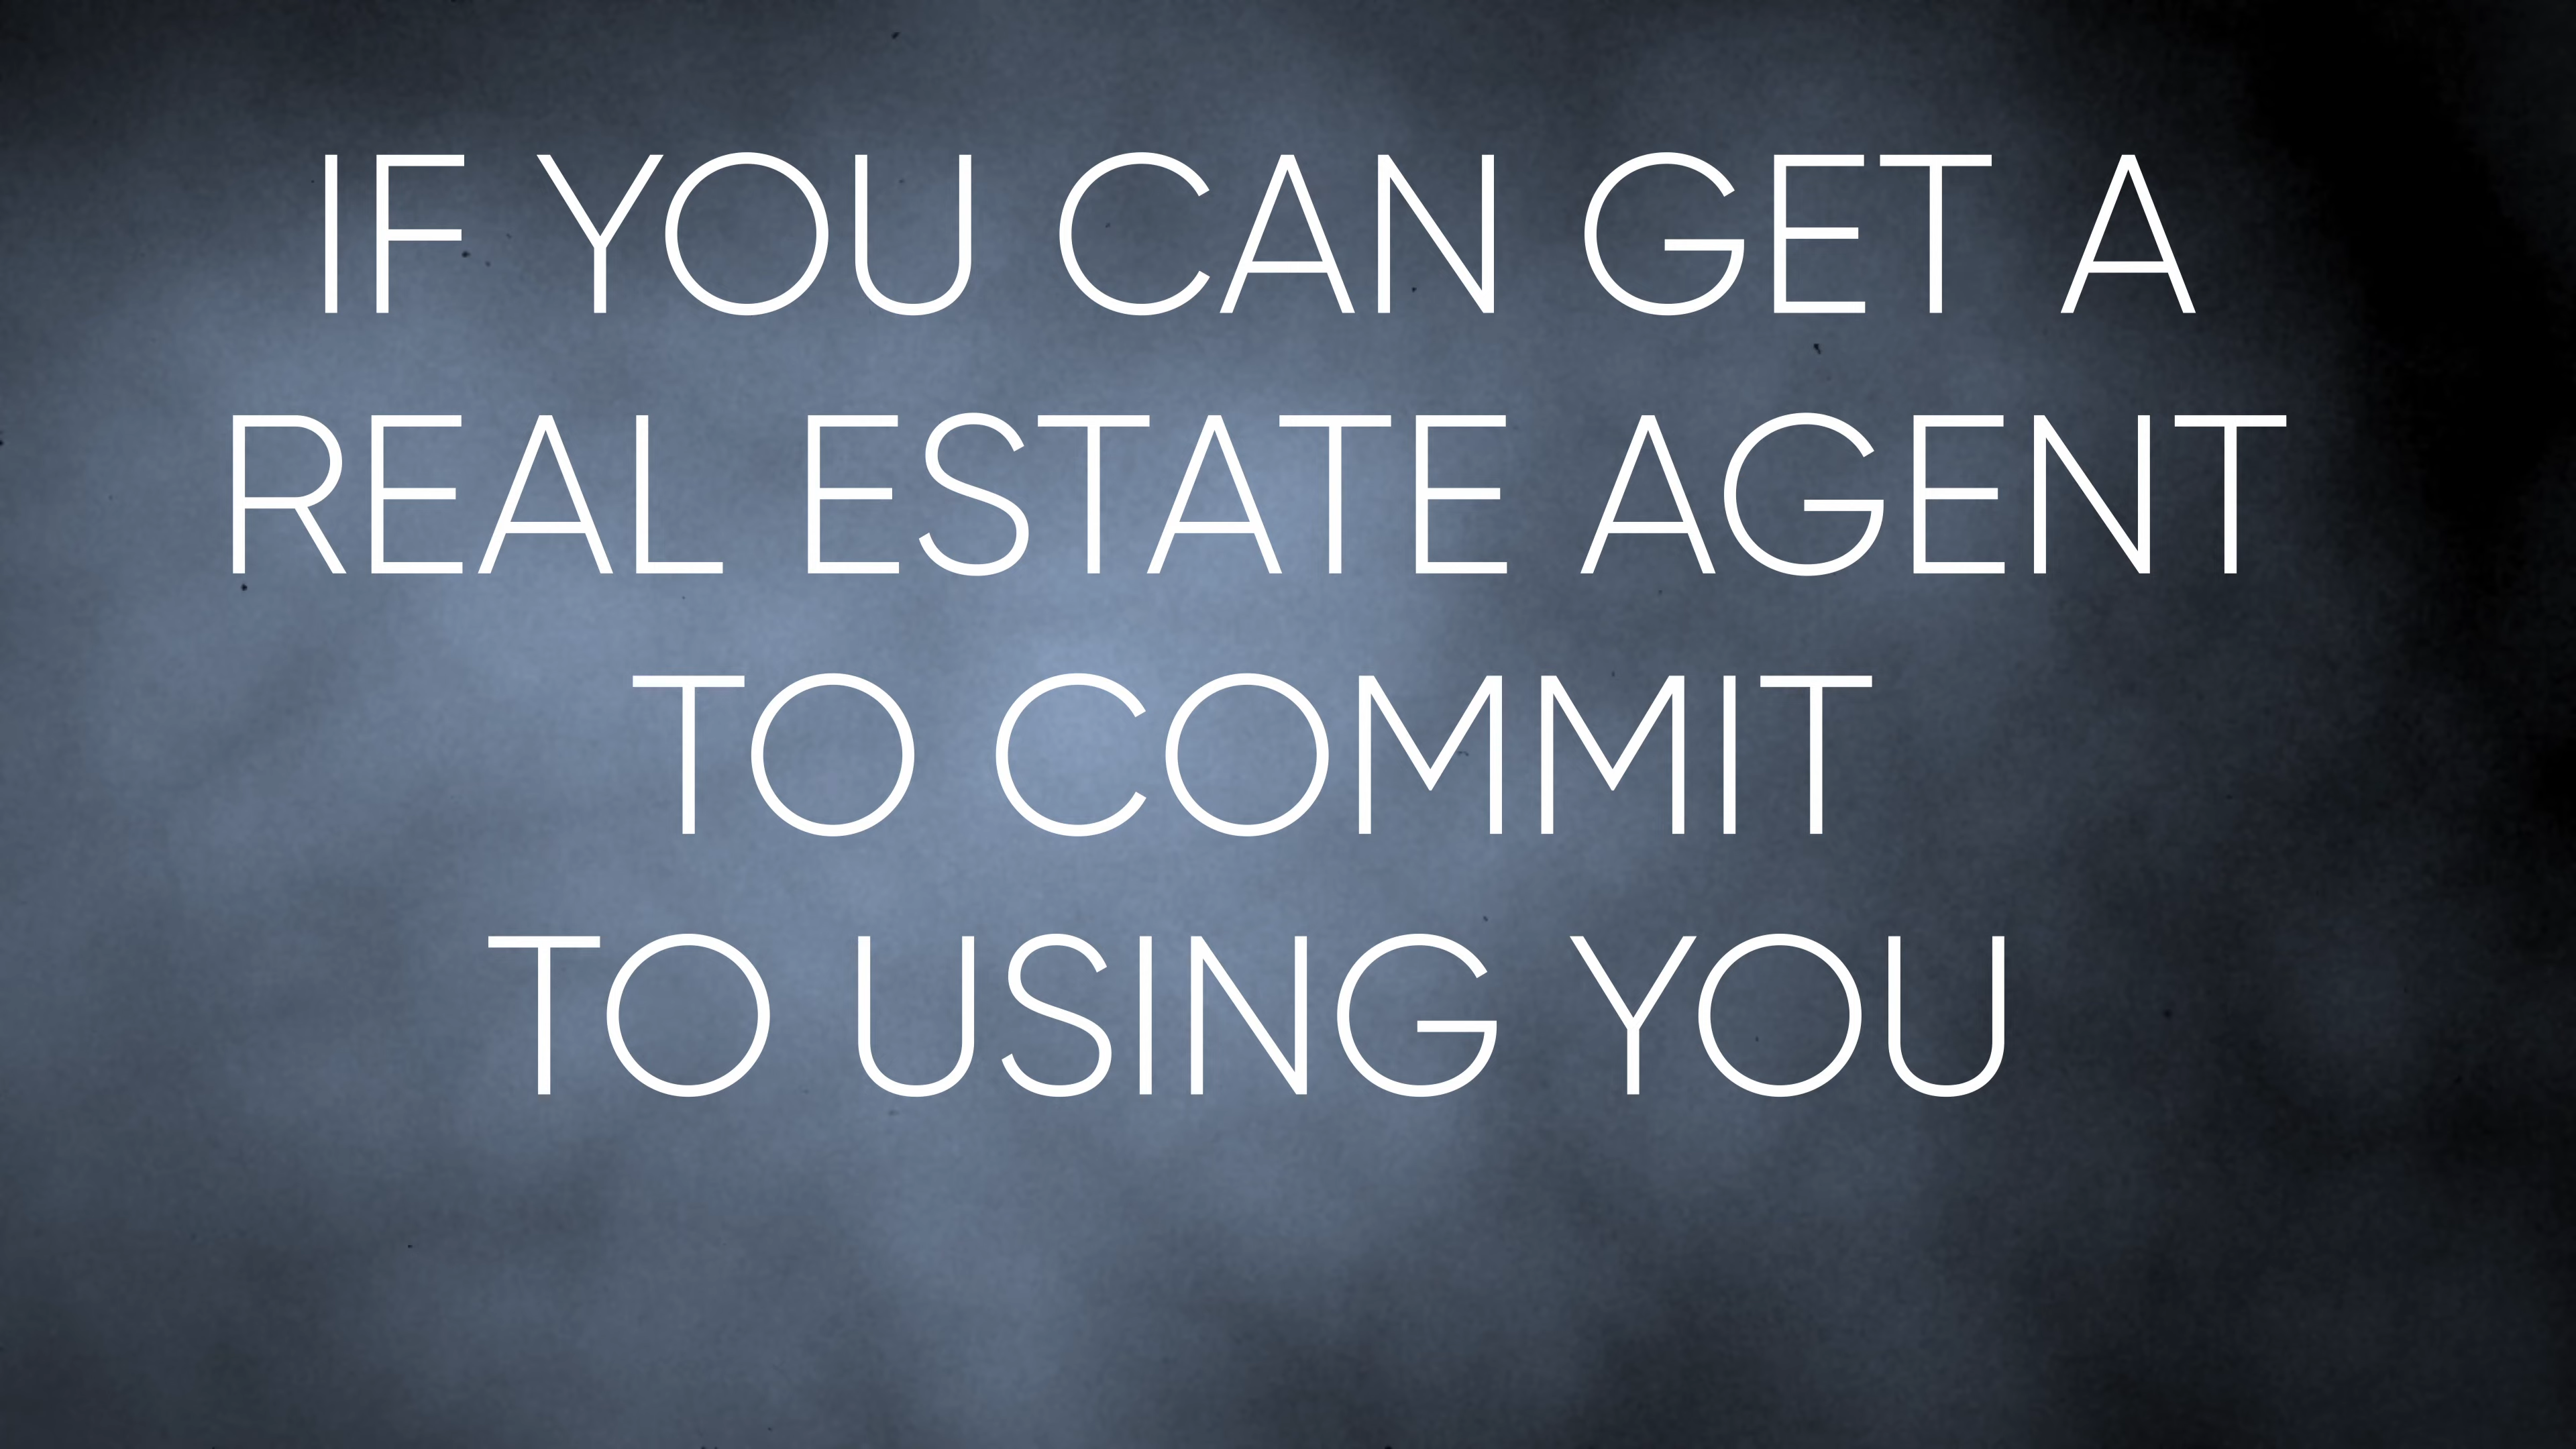 IF YOU CAN GET A
REAL ESTATE AGENT
TO COMMIT
TO USING YOU